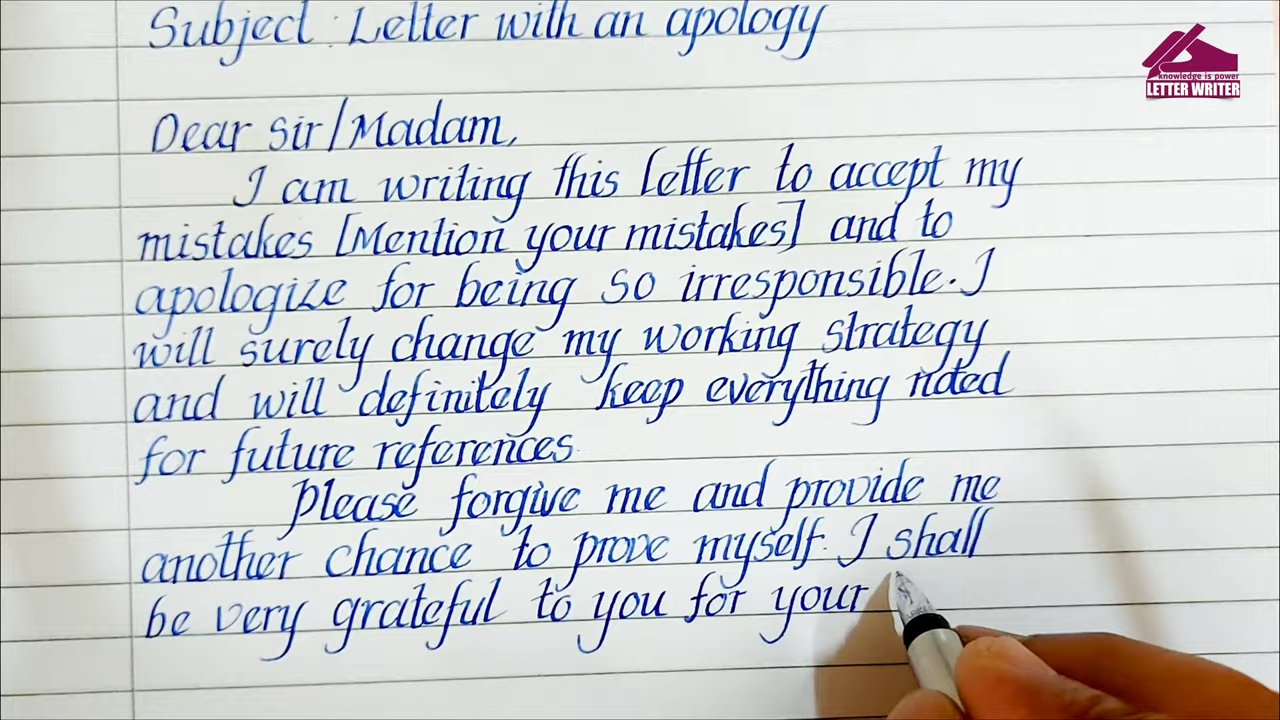 Subject : Letter with an apology
knowledge is power
LETTER WRITER
Dear Sir/Madam,
I am writing this letter to accept my
mistakes [Mention your mistakes] and to
apologize for being so irresponsible. I
will surely change my working strategy
and will definitely keep everything noted
for future references.
Please forgive me and provide me
another chance to prove myself. I shall
be very grateful to you for your